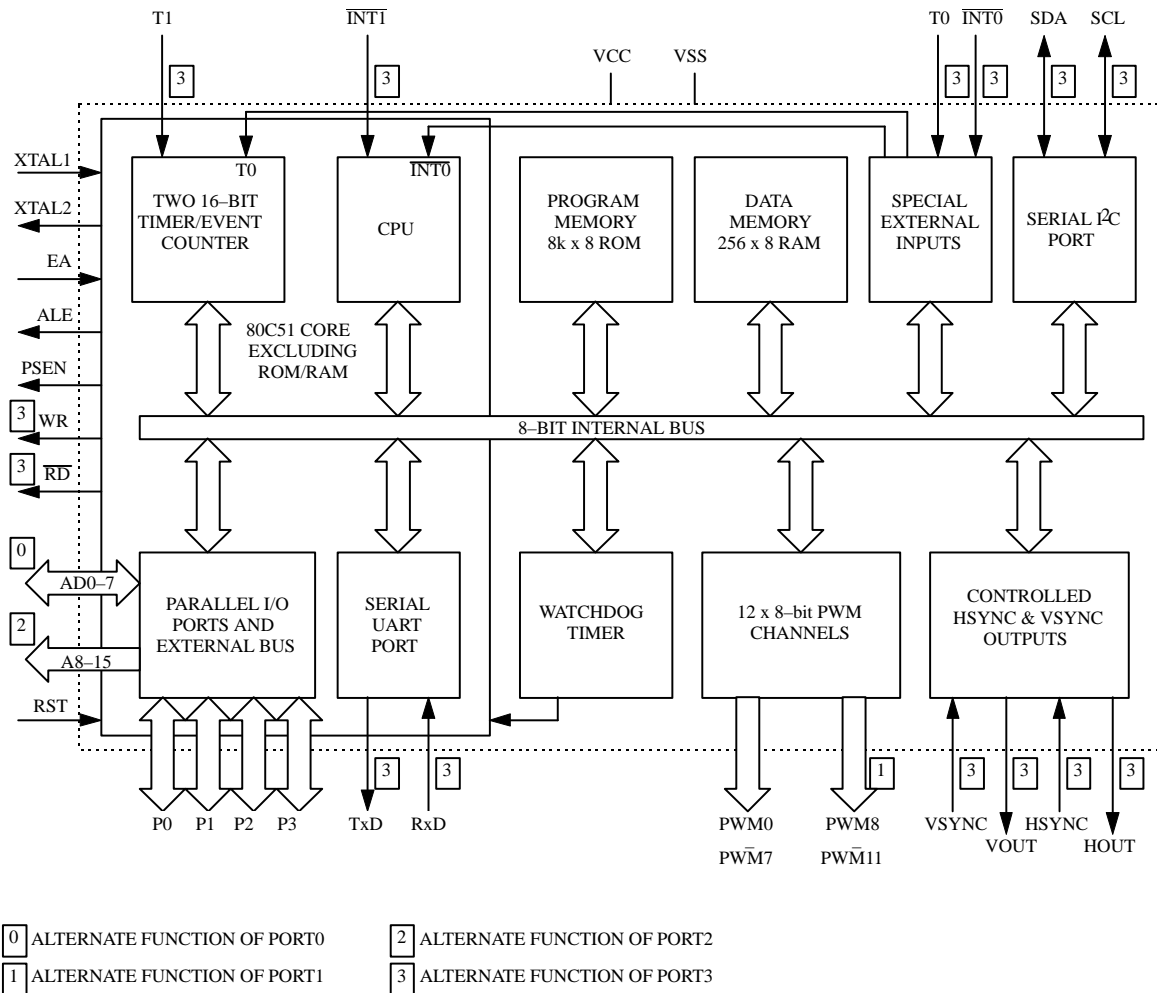 T1
INT1
VCC
VSS
T0
INT0
SDA
SCL
3
3
3
3
3
3
XTAL1
XTAL2
EA
ALE
PSEN
3 WR
3 RD
0
AD0–7
2
A8–15
RST
T0
TWO 16–BIT
TIMER/EVENT
COUNTER
INT0
CPU
PROGRAM
MEMORY
8k x 8 ROM
DATA
MEMORY
256 x 8 RAM
SPECIAL
EXTERNAL
INPUTS
SERIAL I2C
PORT
80C51 CORE
EXCLUDING
ROM/RAM
8–BIT INTERNAL BUS
PARALLEL I/O
PORTS AND
EXTERNAL BUS
SERIAL
UART
PORT
WATCHDOG
TIMER
12 x 8–bit PWM
CHANNELS
CONTROLLED
HSYNC & VSYNC
OUTPUTS
3
3
1
3
3
3
3
P0
P1
P2
P3
TxD
RxD
PWM0
–
PWM7
PWM8
–
PWM11
VSYNC
VOUT
HSYNC
HOUT
0 ALTERNATE FUNCTION OF PORT0
2 ALTERNATE FUNCTION OF PORT2
1 ALTERNATE FUNCTION OF PORT1
3 ALTERNATE FUNCTION OF PORT3